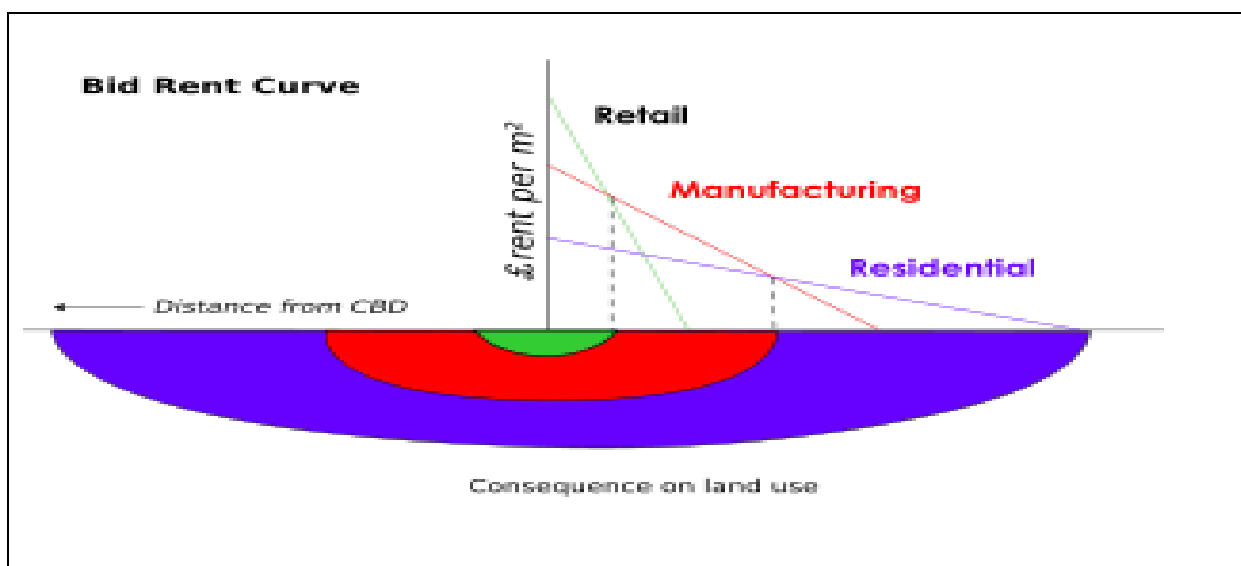 Bid Rent Curve
Retail
£ rent per m²
Manufacturing
Residential
Distance from CBD
Consequence on land use